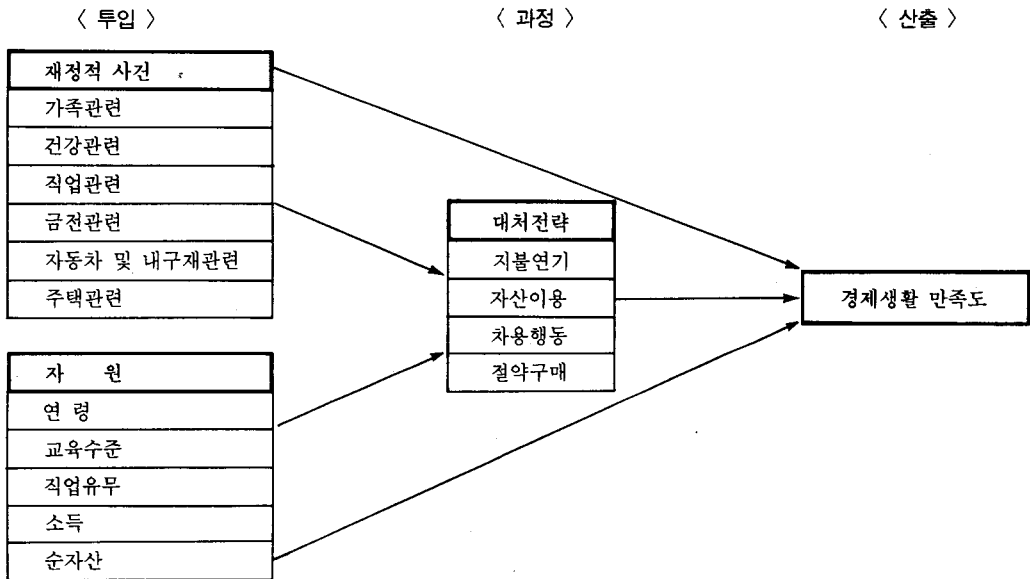 〈 투입 〉 〈 과정 〉 〈 산출 〉
재정적 사건
가족관련
건강관련
직업관련
금전관련
자동차 및 내구재관련
주택관련
자 원
연 령
교육수준
직업유무
소득
순자산
대처전략
지불연기
자산이용
차용행동
절약구매
경제생활 만족도